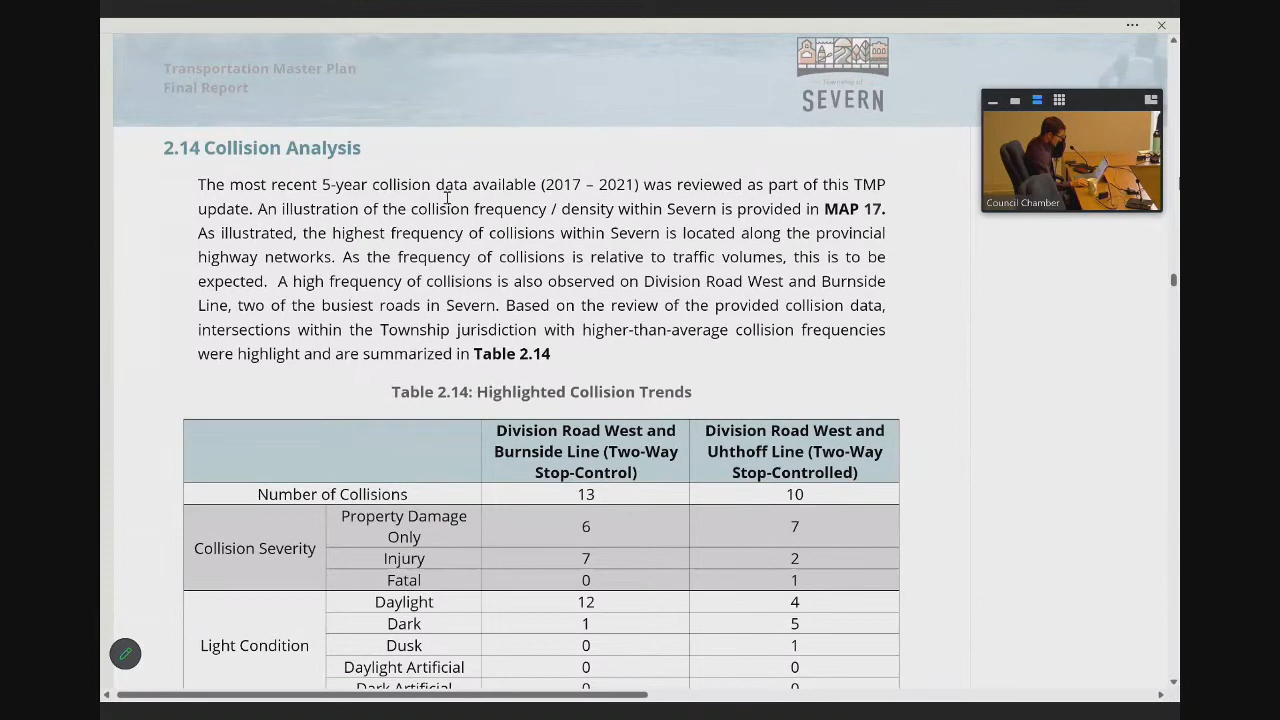 Transportation Master Plan
Final Report
Township of
SEVERN
Council Chamber
2.14 Collision Analysis
The most recent 5-year collision data available (2017 – 2021) was reviewed as part of this TMP
update. An illustration of the collision frequency / density within Severn is provided in MAP 17.
As illustrated, the highest frequency of collisions within Severn is located along the provincial
highway networks. As the frequency of collisions is relative to traffic volumes, this is to be
expected. A high frequency of collisions is also observed on Division Road West and Burnside
Line, two of the busiest roads in Severn. Based on the review of the provided collision data,
intersections within the Township jurisdiction with higher-than-average collision frequencies
were highlight and are summarized in Table 2.14
Table 2.14: Highlighted Collision Trends
Division Road West and Burnside Line (Two-Way Stop-Control) Division Road West and Uhthoff Line (Two-Way Stop-Controlled)
Number of Collisions 13 10
Collision Severity
Property Damage Only 6 7
Injury 7 2
Fatal 0 1
Light Condition
Daylight 12 4
Dark 1 5
Dusk 0 1
Daylight Artificial 0 0
Dark Artificial 0 0